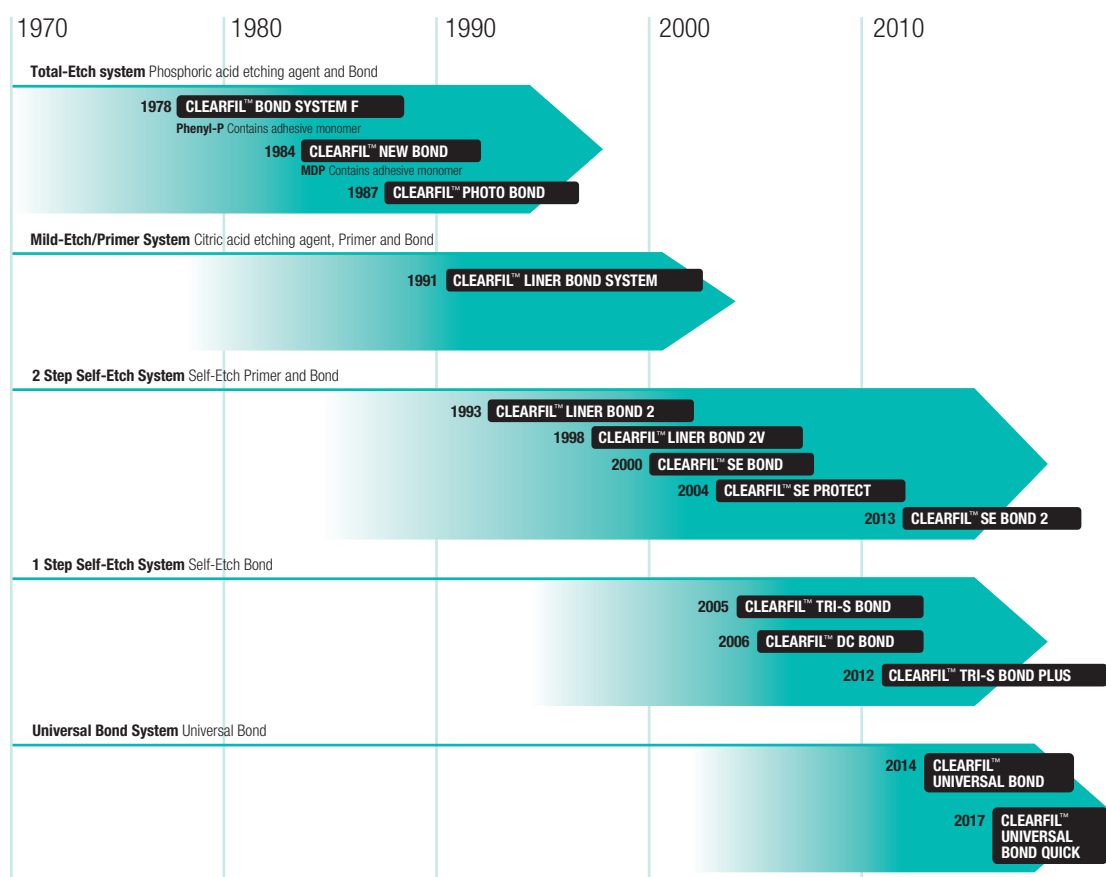 1970 1980 1990 2000 2010
Total-Etch system Phosphoric acid etching agent and Bond
1978 CLEARFIL™ BOND SYSTEM F
Phenyl-P Contains adhesive monomer
1984 CLEARFIL™ NEW BOND
MDP Contains adhesive monomer
1987 CLEARFIL™ PHOTO BOND
Mild-Etch/Primer System Citric acid etching agent, Primer and Bond
1991 CLEARFIL™ LINER BOND SYSTEM
2 Step Self-Etch System Self-Etch Primer and Bond
1993 CLEARFIL™ LINER BOND 2
1998 CLEARFIL™ LINER BOND 2V
2000 CLEARFIL™ SE BOND
2004 CLEARFIL™ SE PROTECT
2013 CLEARFIL™ SE BOND 2
1 Step Self-Etch System Self-Etch Bond
2005 CLEARFIL™ TRI-S BOND
2006 CLEARFIL™ DC BOND
2012 CLEARFIL™ TRI-S BOND PLUS
Universal Bond System Universal Bond
2014 CLEARFIL™
UNIVERSAL BOND
2017 CLEARFIL™
UNIVERSAL
BOND QUICK